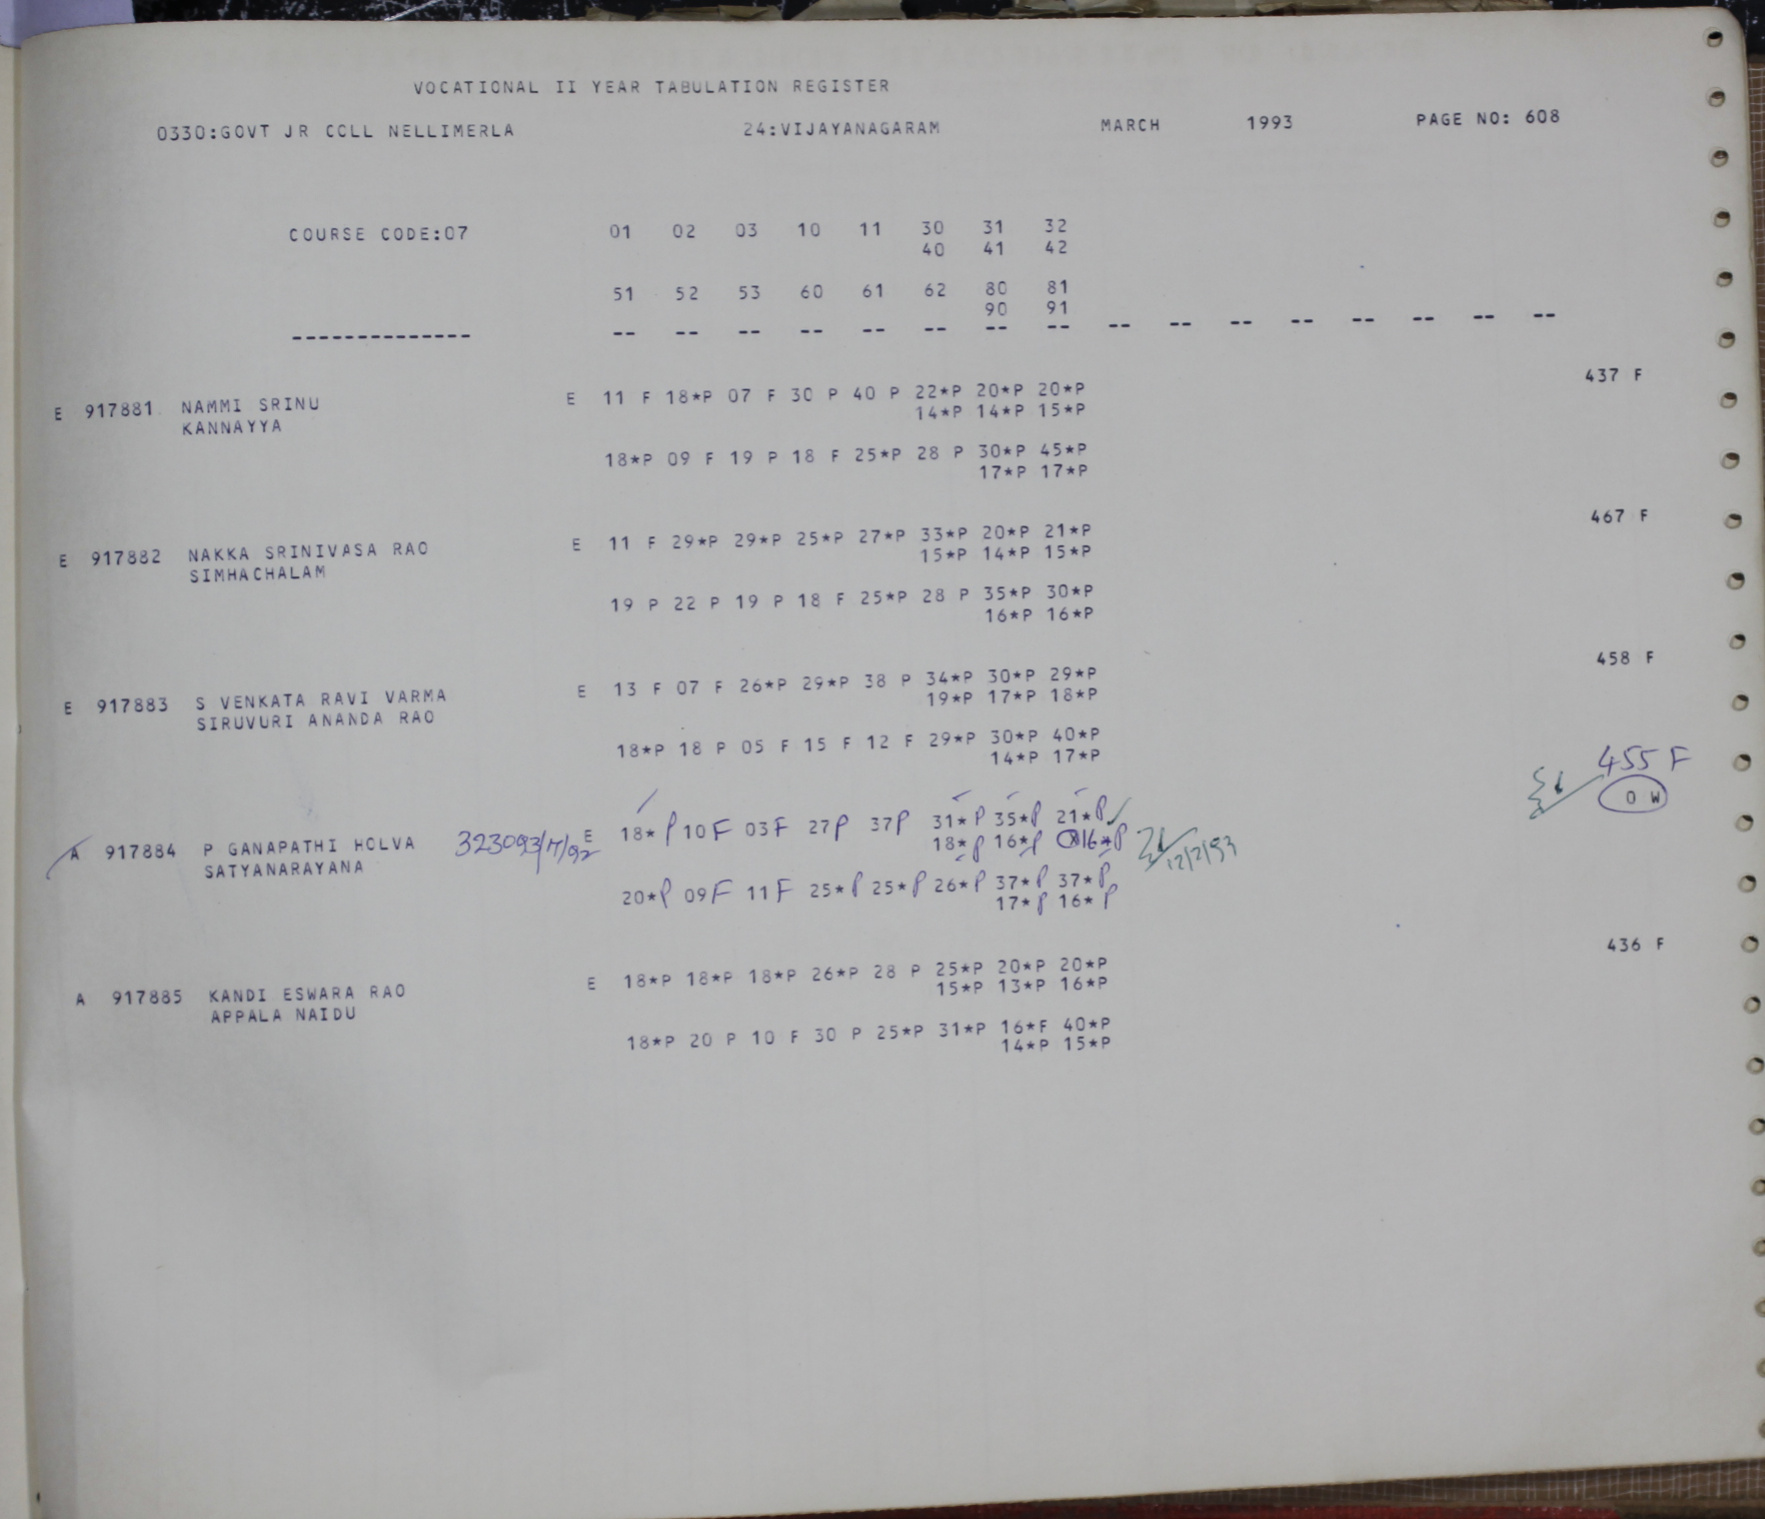 VOCATIONAL II YEAR TABULATION REGISTER
0330:GOVT JR COLL NELLIMERLA 24:VIJAYANAGARAM MARCH 1993 PAGE NO: 608
COURSE CODE:07 01 02 03 10 11 30 31 32
40 41 42
51 52 53 60 61 62 80 81
90 91
-------------- -- -- -- -- -- -- -- -- -- -- -- -- -- -- -- --
E 917881 NAMMI SRINU E 11 F 18*P 07 F 30 P 40 P 22*P 20*P 20*P 437 F
KANNAYYA 14*P 14*P 15*P
18*P 09 F 19 P 18 F 25*P 28 P 30*P 45*P
17*P 17*P
E 917882 NAKKA SRINIVASA RAO E 11 F 29*P 29*P 25*P 27*P 33*P 20*P 21*P 467 F
SIMHACHALAM 15*P 14*P 15*P
19 P 22 P 19 P 18 F 25*P 28 P 35*P 30*P
16*P 16*P
E 917883 S VENKATA RAVI VARMA E 13 F 07 F 26*P 29*P 38 P 34*P 30*P 29*P 458 F
SIRUVURI ANANDA RAO 19*P 17*P 18*P
18*P 18 P 05 F 15 F 12 F 29*P 30*P 40*P
14*P 17*P
455 F
0 W
A 917884 P GANAPATHI HOLVA 323093/M/92 E 18* P 10 F 03 F 27 P 37 P 31* P 35*P 21*P
SATYANARAYANA 18*P 16*P 16*P 12/2/93
20*P 09 F 11 F 25*P 25*P 26*P 37*P 37*P
17*P 16* P
A 917885 KANDI ESWARA RAO E 18*P 18*P 18*P 26*P 28 P 25*P 20*P 20*P 436 F
APPALA NAIDU 15*P 13*P 16*P
18*P 20 P 10 F 30 P 25*P 31*P 16*F 40*P
14*P 15*P